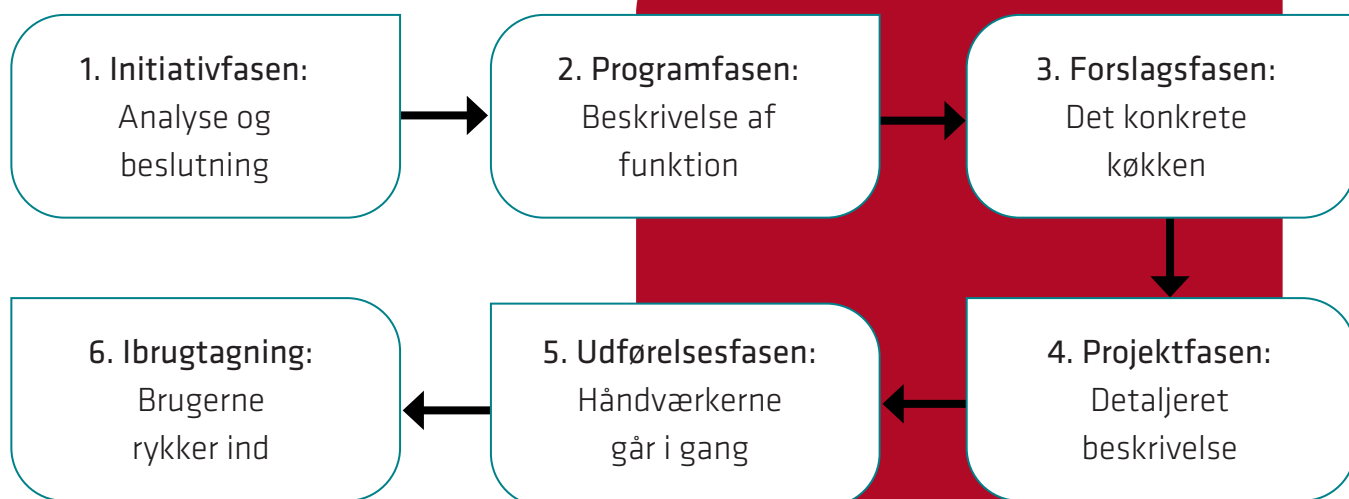 1. Initiativfasen:
Analyse og
beslutning
2. Programfasen:
Beskrivelse af
funktion
3. Forslagsfasen:
Det konkrete
køkken
4. Projektfasen:
Detaljeret
beskrivelse
5. Udførelsesfasen:
Håndværkerne
går i gang
6. Ibrugtagning:
Brugerne
rykker ind